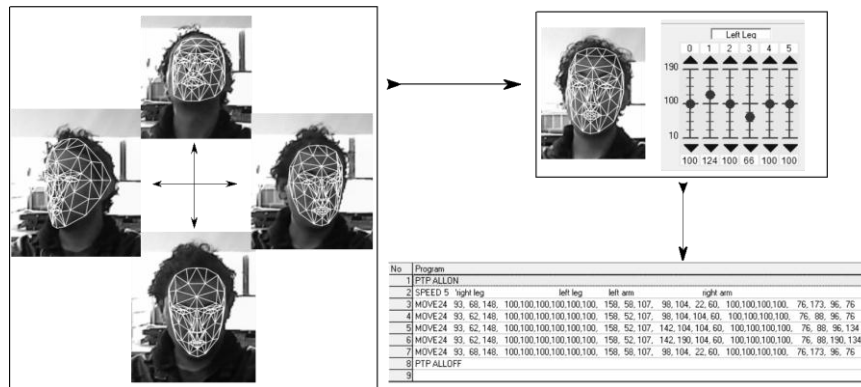 Left Leg
0 1 2 3 4 5
190
100
10
100 124 100 66 100 100
No Program
1 PTP ALLON
2 SPEED 5 'right leg left leg left arm right arm
3 MOVE24 93, 68, 148, 100,100,100,100,100,100, 158, 58, 107, 98, 104, 22, 60, 100,100,100,100, 76, 173, 96, 76
4 MOVE24 93, 62, 148, 100,100,100,100,100,100, 158, 52, 107, 98, 104, 104, 60, 100,100,100,100, 76, 88, 96, 76
5 MOVE24 93, 62, 148, 100,100,100,100,100,100, 158, 52, 107, 142, 104, 104, 60, 100,100,100,100, 76, 88, 96, 134
6 MOVE24 93, 62, 148, 100,100,100,100,100,100, 158, 52, 107, 142, 190, 104, 60, 100,100,100,100, 76, 88, 190, 134
7 MOVE24 93, 68, 148, 100,100,100,100,100,100, 158, 58, 107, 98, 104, 22, 60, 100,100,100,100, 76, 173, 96, 76
8 PTP ALLOFF
9